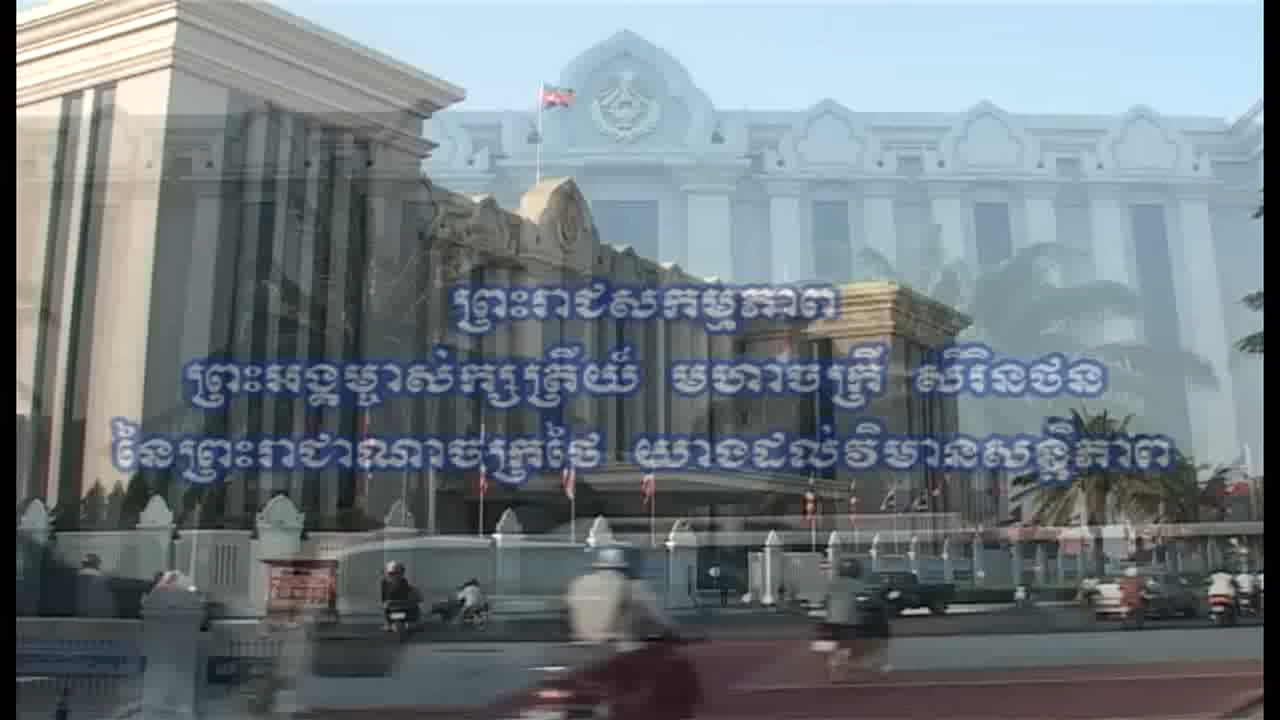 ព្រះរាជសកម្មភាព
ព្រះអង្គម្ចាស់ក្សត្រីយ៍ មហាចក្រី សិរិនថន
នៃព្រះរាជាណាចក្រថៃ យាងដល់វិមានសន្តិភាព